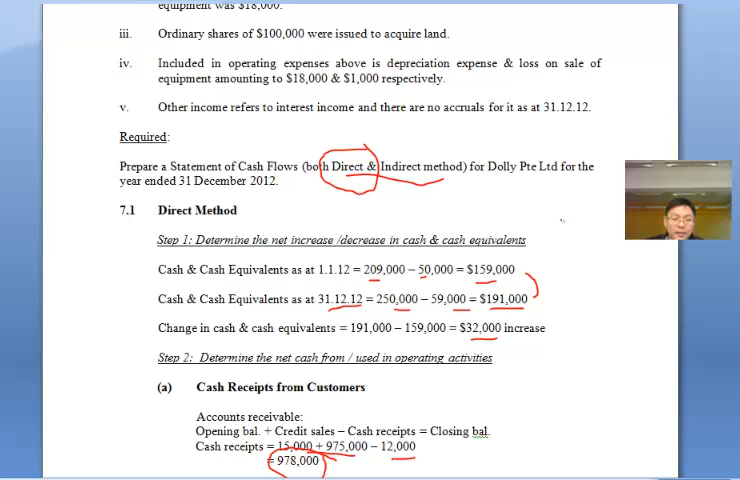 equipment was $18,000.
iii. Ordinary shares of $100,000 were issued to acquire land.
iv. Included in operating expenses above is depreciation expense & loss on sale of
equipment amounting to $18,000 & $1,000 respectively.
v. Other income refers to interest income and there are no accruals for it as at 31.12.12.
Required:
Prepare a Statement of Cash Flows (both Direct & Indirect method) for Dolly Pte Ltd for the
year ended 31 December 2012.
7.1 Direct Method
Step 1: Determine the net increase /decrease in cash & cash equivalents
Cash & Cash Equivalents as at 1.1.12 = 209,000 – 50,000 = $159,000
Cash & Cash Equivalents as at 31.12.12 = 250,000 – 59,000 = $191,000
Change in cash & cash equivalents = 191,000 – 159,000 = $32,000 increase
Step 2: Determine the net cash from / used in operating activities
(a) Cash Receipts from Customers
Accounts receivable:
Opening bal. + Credit sales – Cash receipts = Closing bal.
Cash receipts = 15,000 + 975,000 – 12,000
= 978,000